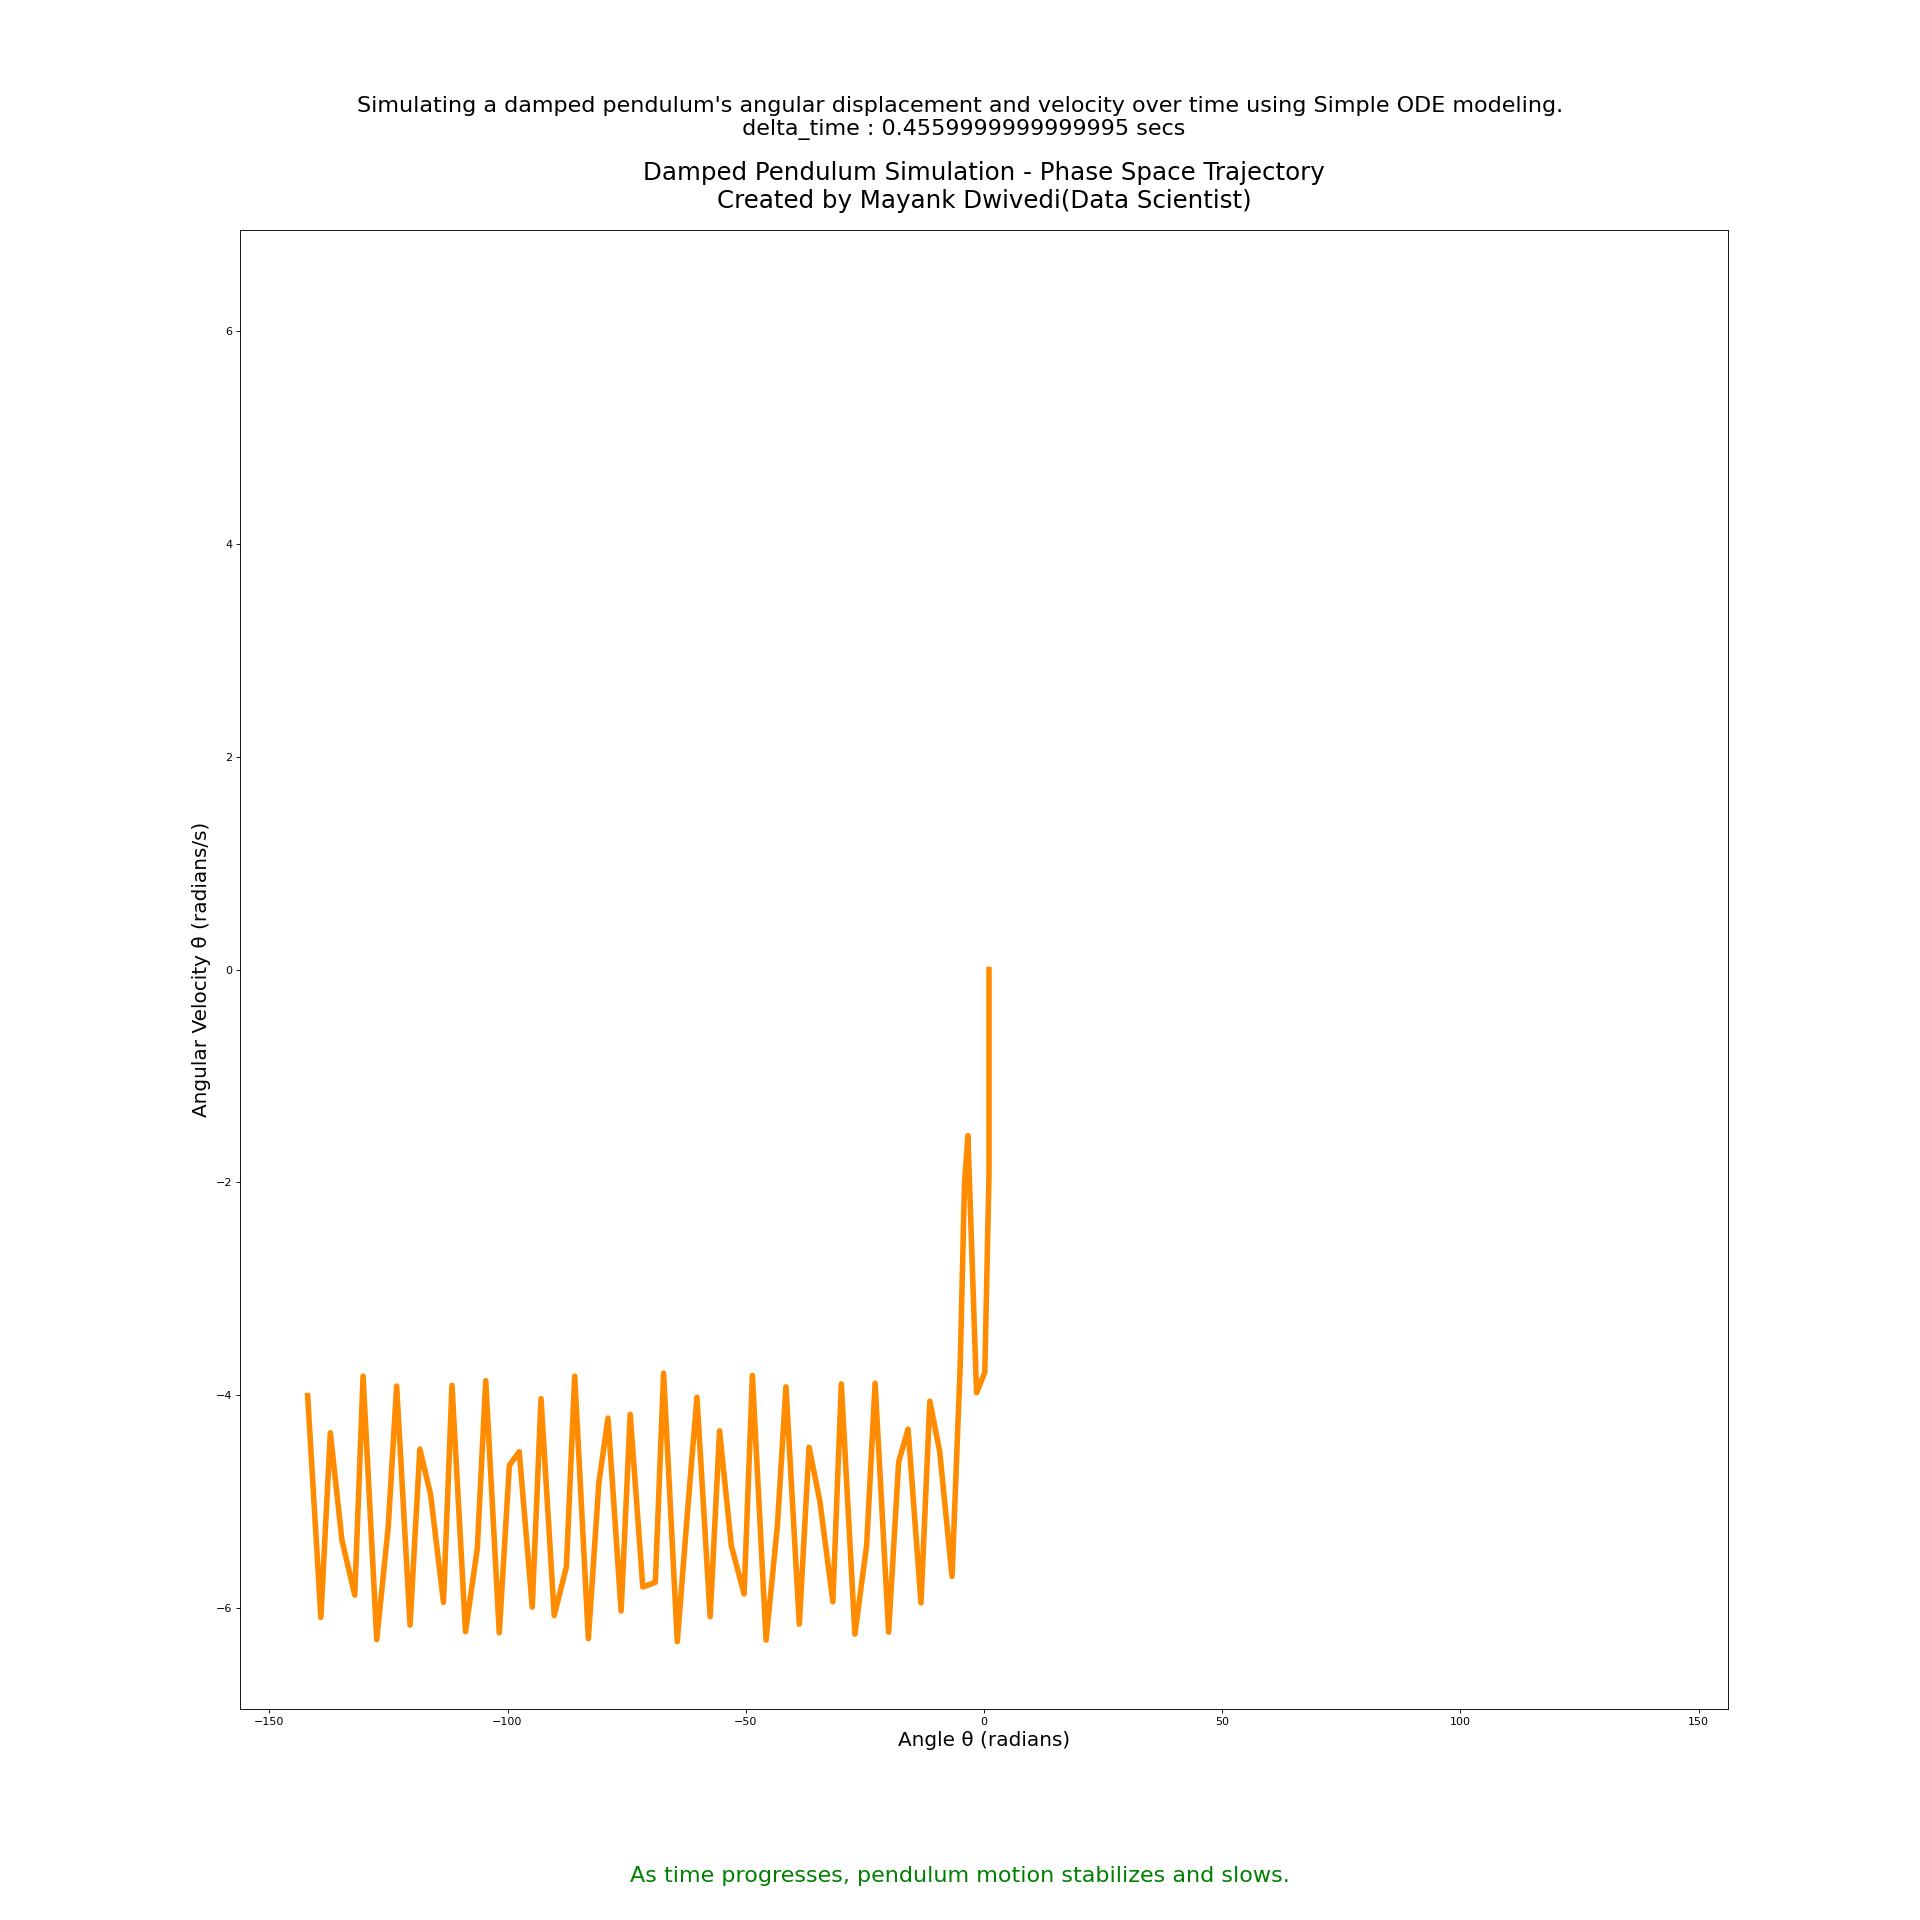 Simulating a damped pendulum's angular displacement and velocity over time using Simple ODE modeling.
delta_time : 0.4559999999999995 secs
Damped Pendulum Simulation - Phase Space Trajectory
Created by Mayank Dwivedi(Data Scientist)
6
4
2
0
−2
−4
−6
Angular Velocity θ̇ (radians/s)
−150
−100
−50
0
50
100
150
Angle θ (radians)
As time progresses, pendulum motion stabilizes and slows.